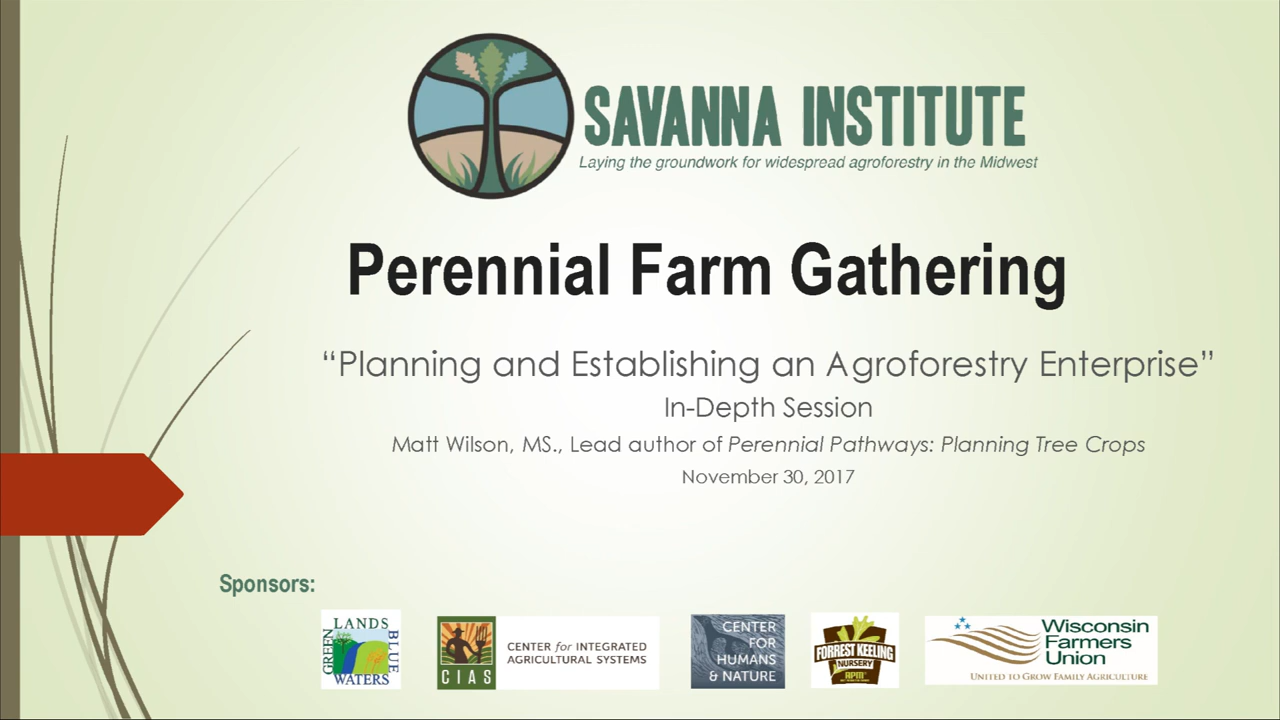 SAVANNA INSTITUTE
Laying the groundwork for widespread agroforestry in the Midwest
Perennial Farm Gathering
“Planning and Establishing an Agroforestry Enterprise”
In-Depth Session
Matt Wilson, MS., Lead author of Perennial Pathways: Planning Tree Crops
November 30, 2017
Sponsors:
GREEN
LANDS
BLUE
WATERS
CIAS
CENTER for INTEGRATED
AGRICULTURAL SYSTEMS
CENTER
FOR
HUMANS
& NATURE
FORREST KEELING
NURSERY
RPM
Wisconsin
Farmers
Union
UNITED TO GROW FAMILY AGRICULTURE